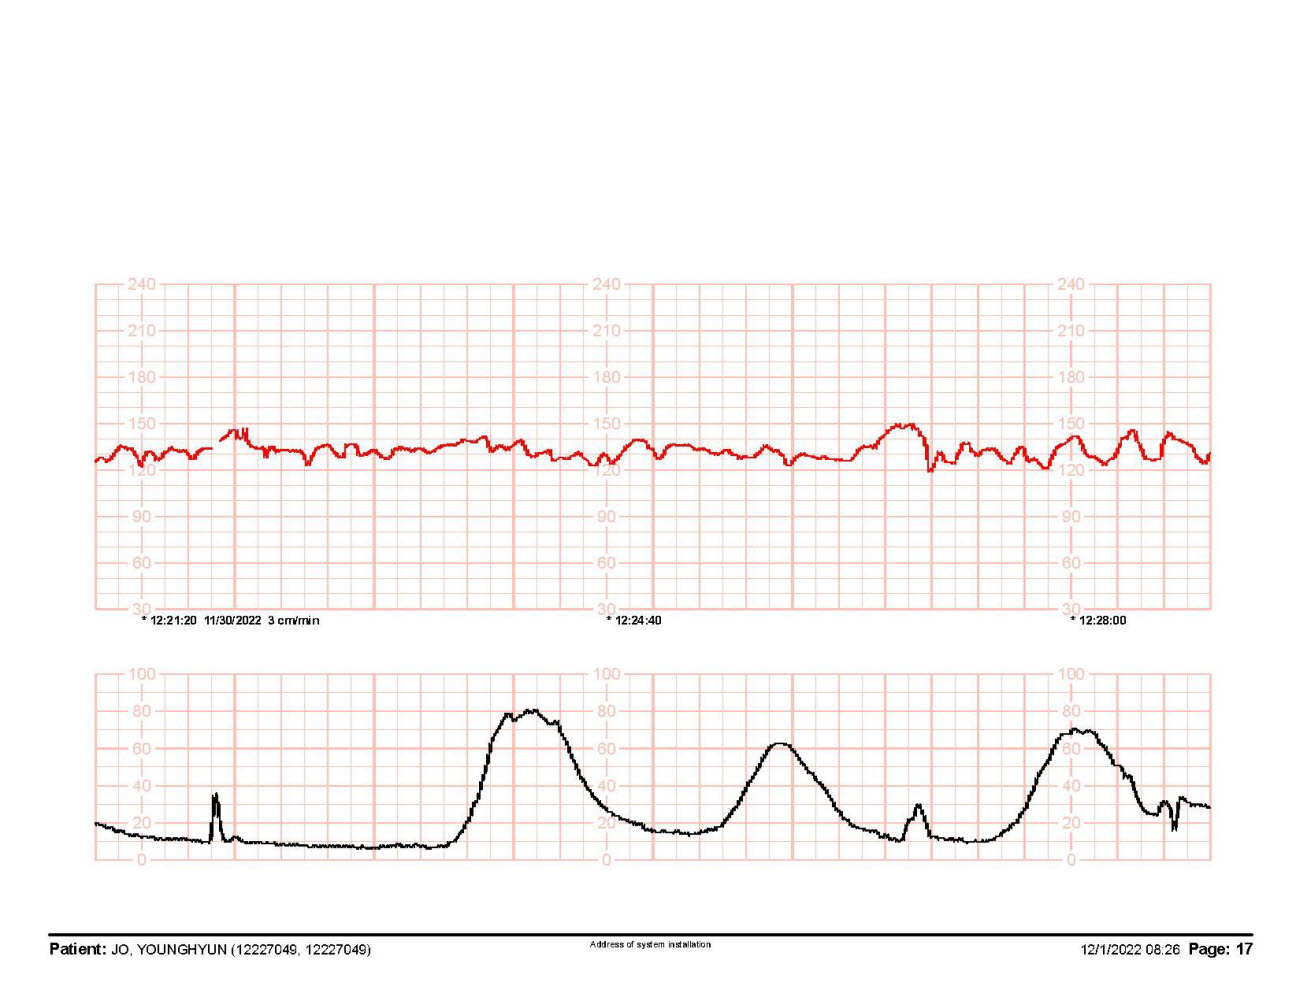 240 240 240
210 210 210
180 180 180
150 150 150
120 120 120
90 90 90
60 60 60
30 30 30
* 12:21:20 11/30/2022 3 cm/min * 12:24:40 * 12:28:00
100 100 100
80 80 80
60 60 60
40 40 40
20 20 20
0 0 0
Patient: JO, YOUNGHYUN (12227049, 12227049) Address of system installation 12/1/2022 08:26 Page: 17